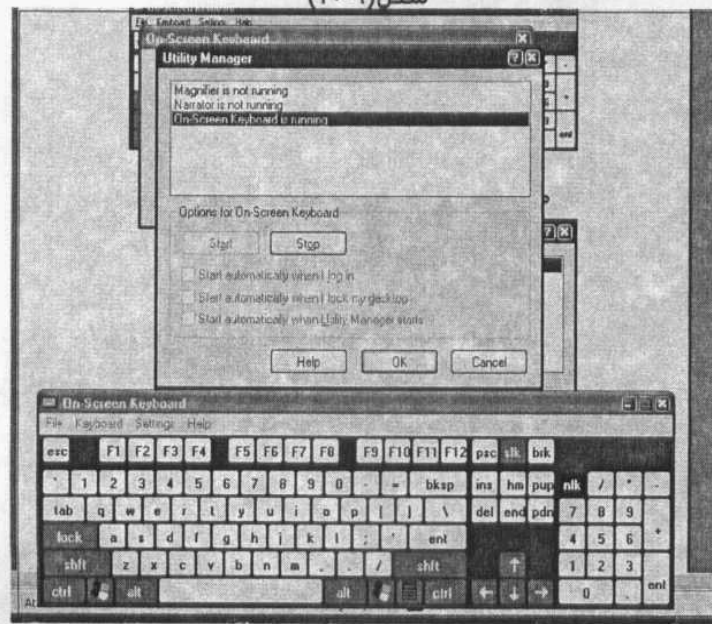 File Keyboard Settings Help
On-Screen Keyboard
Utility Manager
Magnifier is not running
Narrator is not running
On-Screen Keyboard is running
Options for On-Screen Keyboard
Start Stop
Start automatically when I log in
Start automatically when I lock my desktop
Start automatically when Utility Manager starts
Help OK Cancel
On-Screen Keyboard
File Keyboard Settings Help
esc F1 F2 F3 F4 F5 F6 F7 F8 F9 F10 F11 F12 psc slk brk
` 1 2 3 4 5 6 7 8 9 0 - = bksp ins hm pup nlk / * -
tab q w e r t y u i o p [ ] \ del end pdn 7 8 9 +
lock a s d f g h j k l ; ' ent 4 5 6
shft z x c v b n m , . / shft ↑ 1 2 3 ent
ctrl alt alt ctrl ← ↓ → 0 .